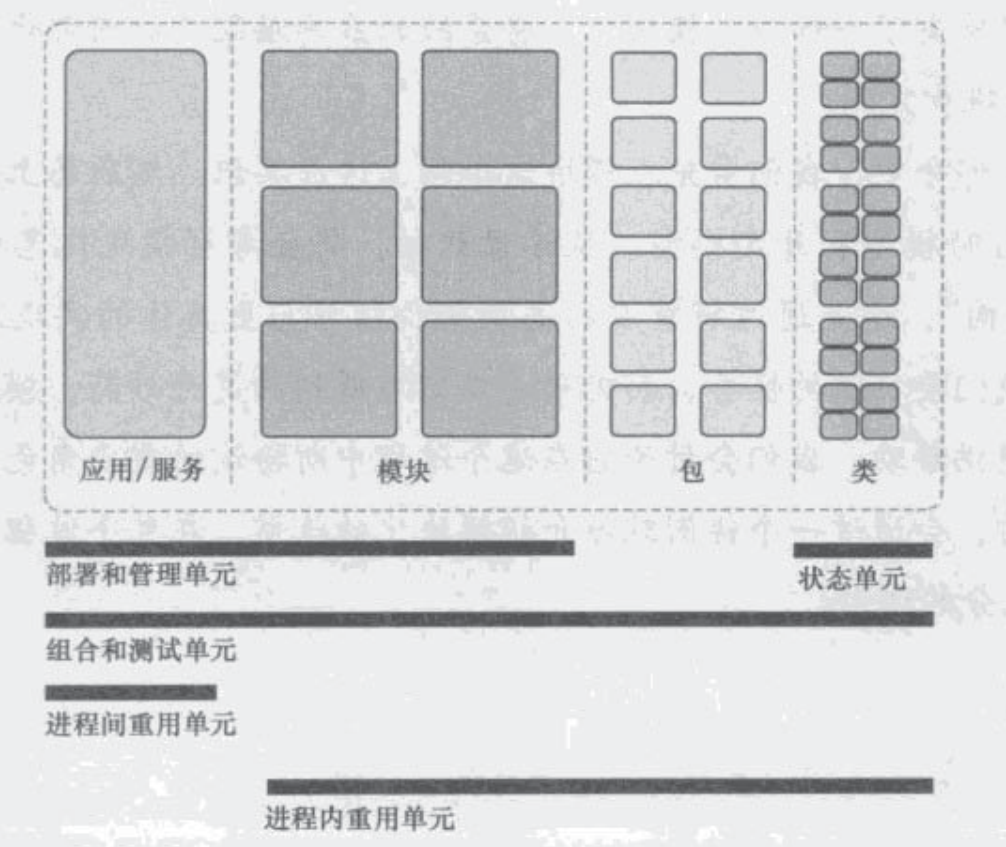 应用/服务
模块
包
类
部署和管理单元
状态单元
组合和测试单元
进程间重用单元
进程内重用单元